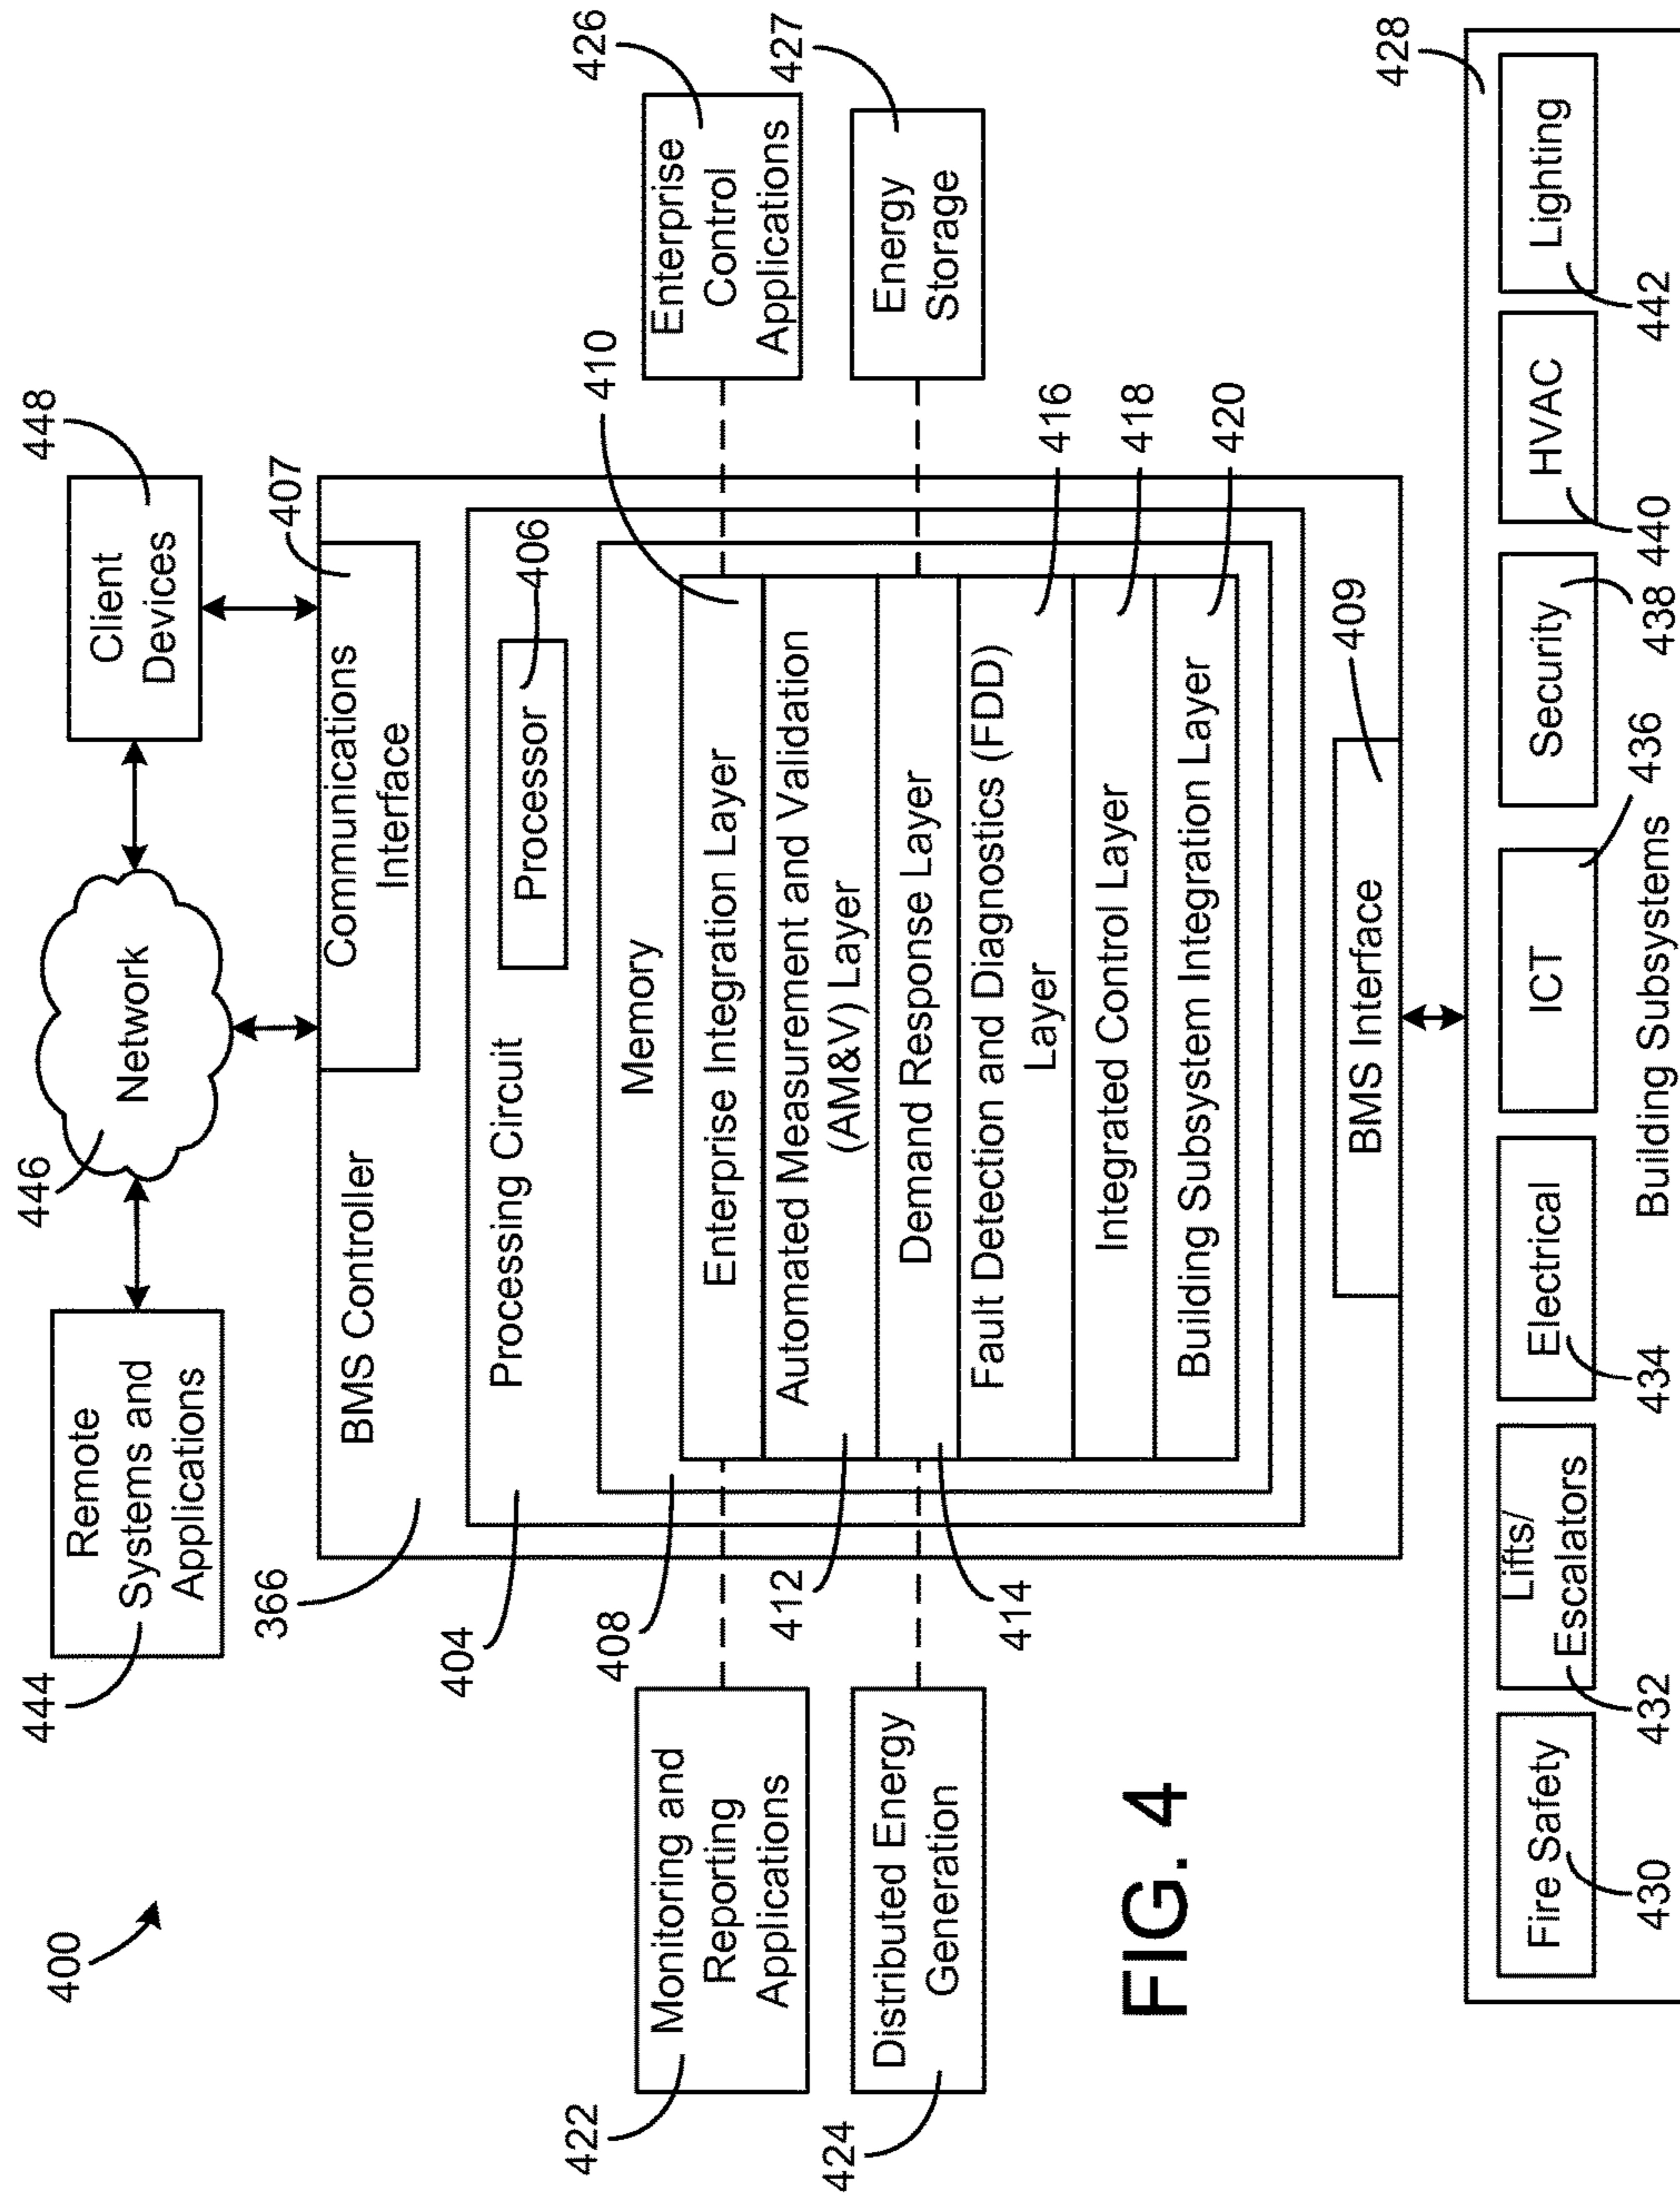 400
444
Remote
Systems and
Applications
446
Network
448
Client
Devices
366
BMS Controller
407
Communications
Interface
404
Processing Circuit
Processor
406
408
Memory
410
Enterprise Integration Layer
412
Automated Measurement and Validation
(AM&V) Layer
414
Demand Response Layer
Fault Detection and Diagnostics (FDD)
Layer
416
Integrated Control Layer
418
Building Subsystem Integration Layer
420
422
Monitoring and
Reporting
Applications
424
Distributed Energy
Generation
426
Enterprise
Control
Applications
427
Energy
Storage
BMS Interface
409
FIG. 4
428
Fire Safety
430
Lifts/
Escalators
432
Electrical
434
ICT
436
Security
438
HVAC
440
Lighting
442
Building Subsystems